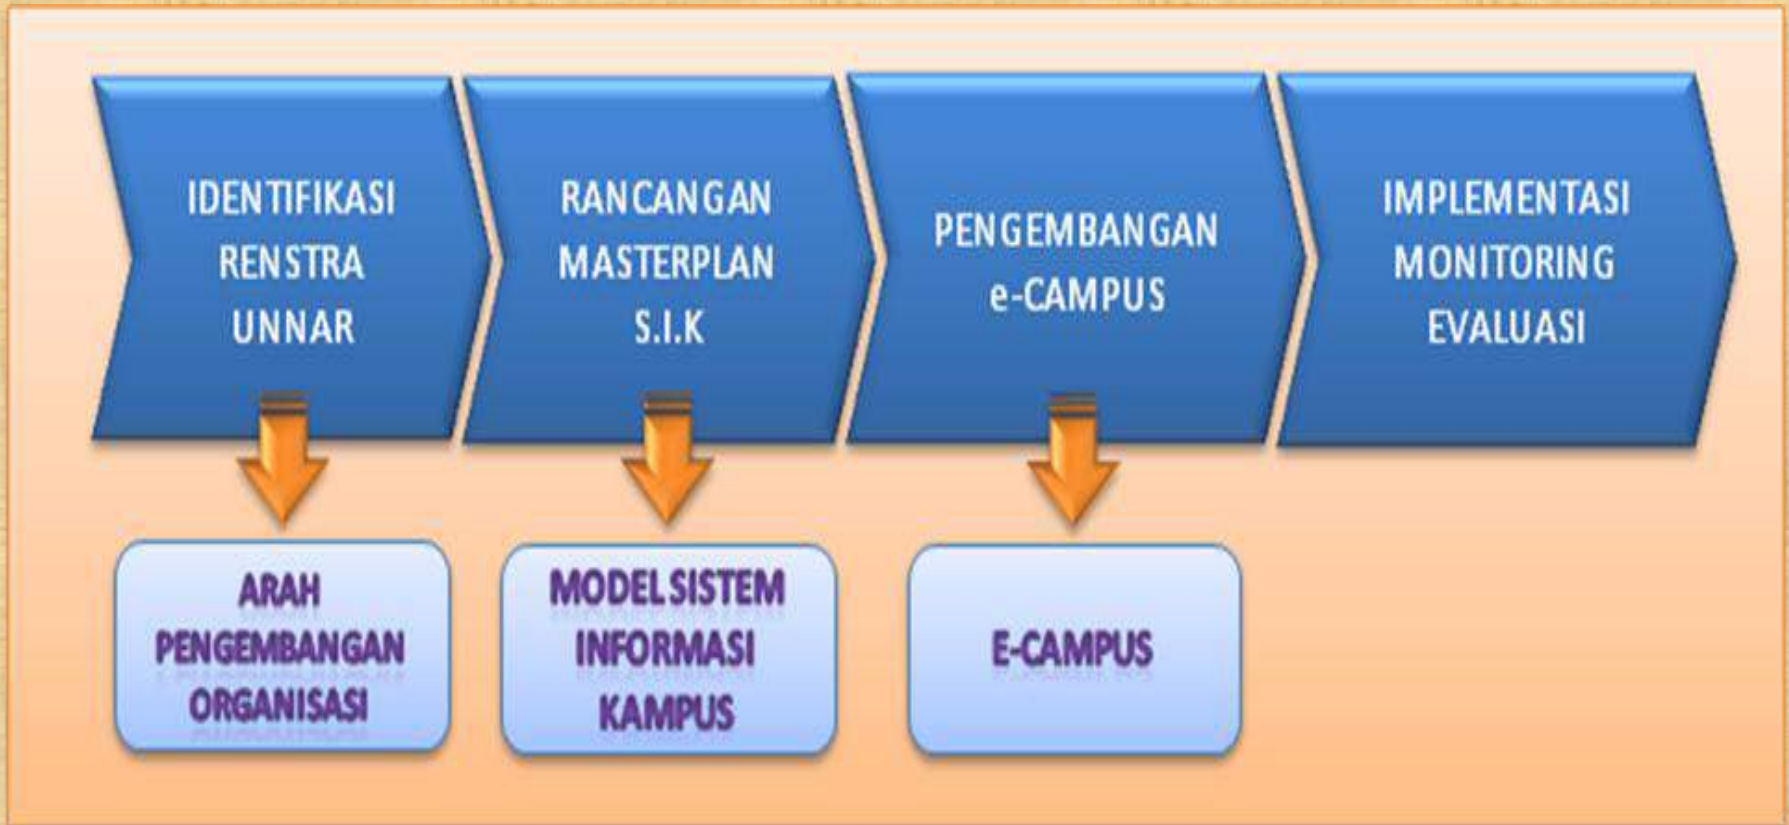 IDENTIFIKASI
RENSTRA
UNNAR
RANCANGAN
MASTERPLAN
S.I.K
PENGEMBANGAN
e-CAMPUS
IMPLEMENTASI
MONITORING
EVALUASI
ARAH
PENGEMBANGAN
ORGANISASI
MODEL SISTEM
INFORMASI
KAMPUS
E-CAMPUS